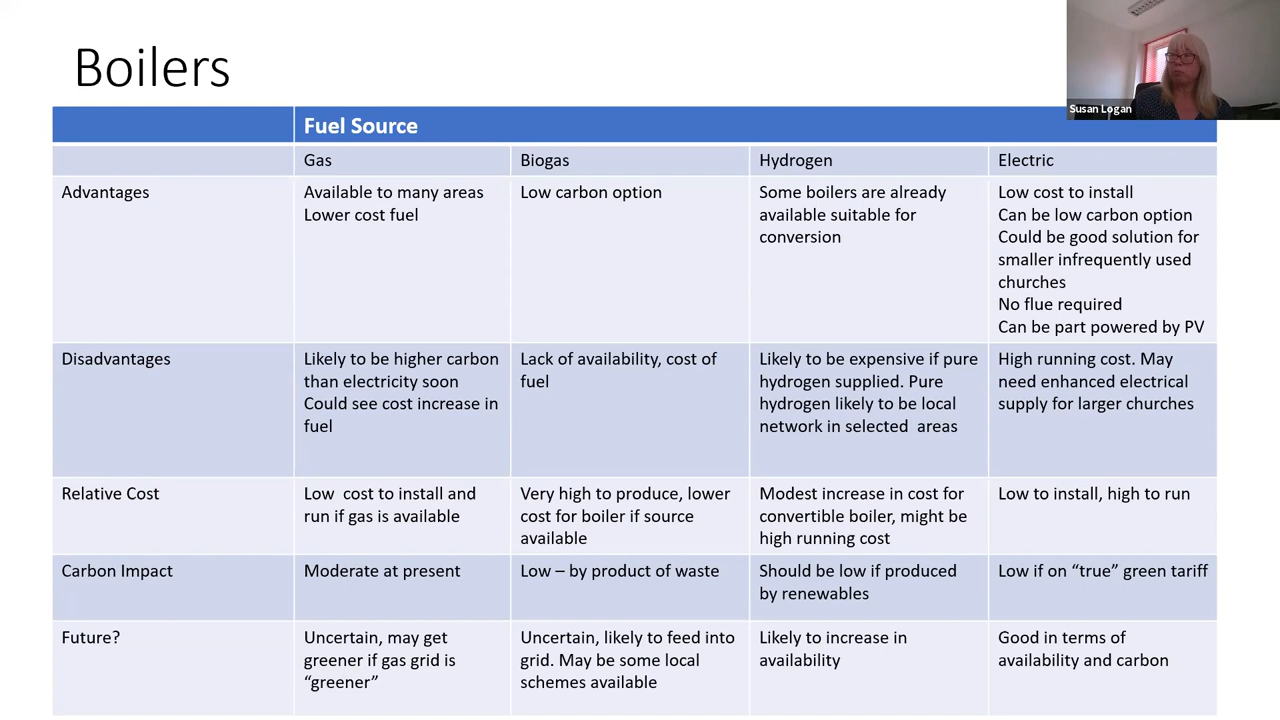 Boilers
Susan Logan
Fuel Source
Gas
Biogas
Hydrogen
Electric
Advantages
Available to many areas
Lower cost fuel
Low carbon option
Some boilers are already
available suitable for
conversion
Low cost to install
Can be low carbon option
Could be good solution for
smaller infrequently used
churches
No flue required
Can be part powered by PV
Disadvantages
Likely to be higher carbon
than electricity soon
Could see cost increase in
fuel
Lack of availability, cost of
fuel
Likely to be expensive if pure
hydrogen supplied. Pure
hydrogen likely to be local
network in selected  areas
High running cost. May
need enhanced electrical
supply for larger churches
Relative Cost
Low  cost to install and
run if gas is available
Very high to produce, lower
cost for boiler if source
available
Modest increase in cost for
convertible boiler, might be
high running cost
Low to install, high to run
Carbon Impact
Moderate at present
Low – by product of waste
Should be low if produced
by renewables
Low if on “true” green tariff
Future?
Uncertain, may get
greener if gas grid is
“greener”
Uncertain, likely to feed into
grid. May be some local
schemes available
Likely to increase in
availability
Good in terms of
availability and carbon